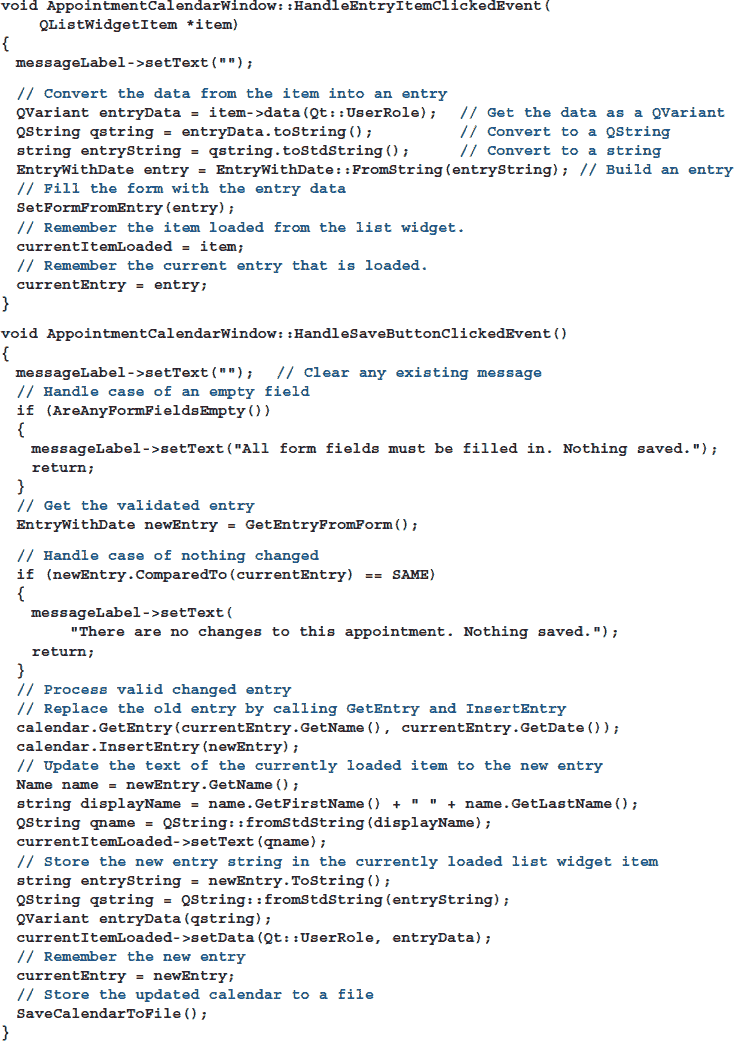 void AppointmentCalendarWindow::HandleEntryItemClickedEvent(
    QListWidgetItem *item)
{
  messageLabel->setText("");
  // Convert the data from the item into an entry
  QVariant entryData = item->data(Qt::UserRole);  // Get the data as a QVariant
  QString qstring = entryData.toString();         // Convert to a QString
  string entryString = qstring.toStdString();     // Convert to a string
  EntryWithDate entry = EntryWithDate::FromString(entryString); // Build an entry
  // Fill the form with the entry data
  SetFormFromEntry(entry);
  // Remember the item loaded from the list widget.
  currentItemLoaded = item;
  // Remember the current entry that is loaded.
  currentEntry = entry;
}
void AppointmentCalendarWindow::HandleSaveButtonClickedEvent()
{
  messageLabel->setText("");  // Clear any existing message
  // Handle case of an empty field
  if (AreAnyFormFieldsEmpty())
  {
    messageLabel->setText("All form fields must be filled in. Nothing saved.");
    return;
  }
  // Get the validated entry
  EntryWithDate newEntry = GetEntryFromForm();
  // Handle case of nothing changed
  if (newEntry.ComparedTo(currentEntry) == SAME)
  {
    messageLabel->setText(
        "There are no changes to this appointment. Nothing saved.");
    return;
  }
  // Process valid changed entry
  // Replace the old entry by calling GetEntry and InsertEntry
  calendar.GetEntry(currentEntry.GetName(), currentEntry.GetDate());
  calendar.InsertEntry(newEntry);
  // Update the text of the currently loaded item to the new entry
  Name name = newEntry.GetName();
  string displayName = name.GetFirstName() + " " + name.GetLastName();
  QString qname = QString::fromStdString(displayName);
  currentItemLoaded->setText(qname);
  // Store the new entry string in the currently loaded list widget item
  string entryString = newEntry.ToString();
  QString qstring = QString::fromStdString(entryString);
  QVariant entryData(qstring);
  currentItemLoaded->setData(Qt::UserRole, entryData);
  // Remember the new entry
  currentEntry = newEntry;
  // Store the updated calendar to a file
  SaveCalendarToFile();
}